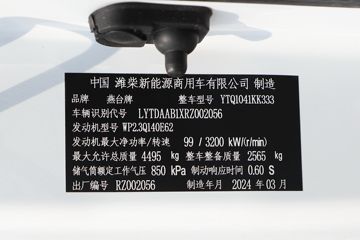 中国 潍柴新能源商用车有限公司 制造
品牌 燕台牌 整车型号 YTQ1041KK333
车辆识别代号 LYTDAAB1XRZ002056
发动机型号 WP2.3Q140E62
发动机最大净功率/转速 99 / 3200 kW/(r/min)
最大允许总质量 4495 kg 整车整备质量 2565 kg
储气筒额定工作气压 850 kPa 制动响应时间 0.60 S
出厂编号 RZ002056 制造年月 2024 年 03 月